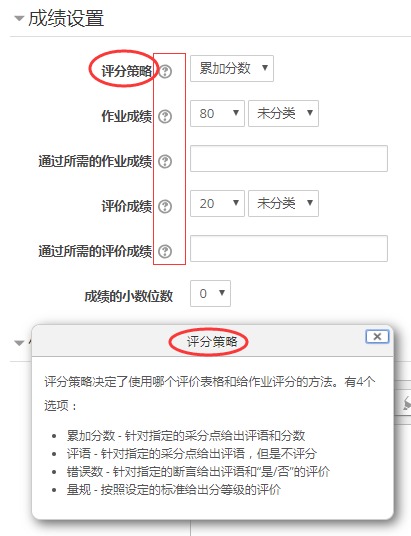 成绩设置
评分策略 累加分数
作业成绩 80 未分类
通过所需的作业成绩
评价成绩 20 未分类
通过所需的评价成绩
成绩的小数位数 0
评分策略
评分策略决定了使用哪个评价表格和给作业评分的方法。有4个
选项：
累加分数 - 针对指定的采分点给出评语和分数
评语 - 针对指定的采分点给出评语，但是不评分
错误数 - 针对指定的断言给出评语和“是/否”的评价
量规 - 按照设定的标准给出分等级的评价